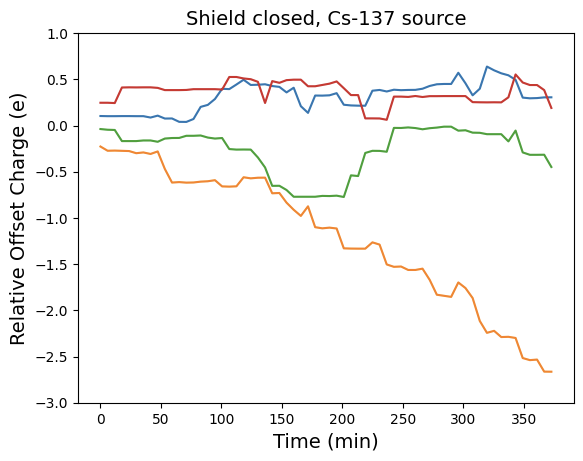 Shield closed, Cs-137 source
Relative Offset Charge (e)
1.0
0.5
0.0
−0.5
−1.0
−1.5
−2.0
−2.5
−3.0
0 50 100 150 200 250 300 350
Time (min)